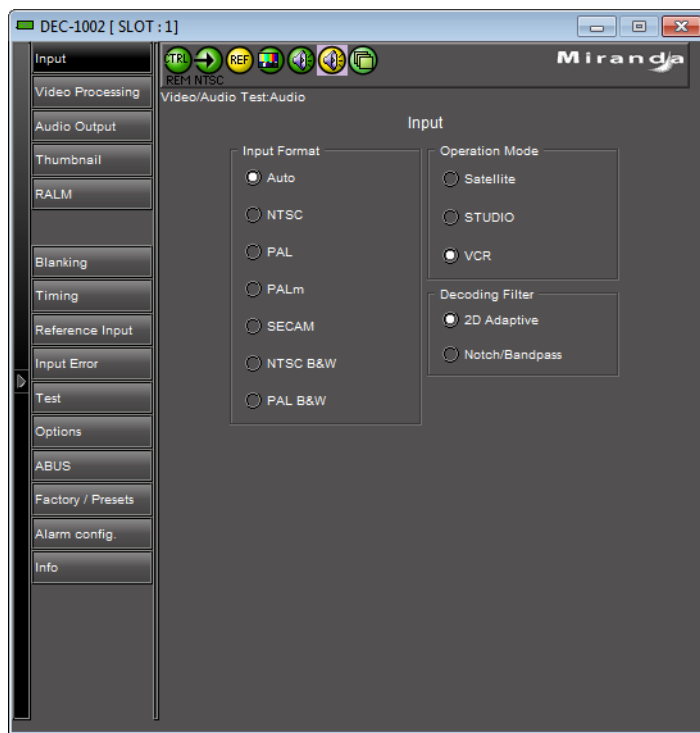 DEC-1002 [ SLOT : 1]
CTRL REF
REM NTSC
Miranda
Video/Audio Test:Audio
Input
Video Processing
Audio Output
Thumbnail
RALM
Blanking
Timing
Reference Input
Input Error
Test
Options
ABUS
Factory / Presets
Alarm config.
Info
Input
Input Format
Auto
NTSC
PAL
PALm
SECAM
NTSC B&W
PAL B&W
Operation Mode
Satellite
STUDIO
VCR
Decoding Filter
2D Adaptive
Notch/Bandpass